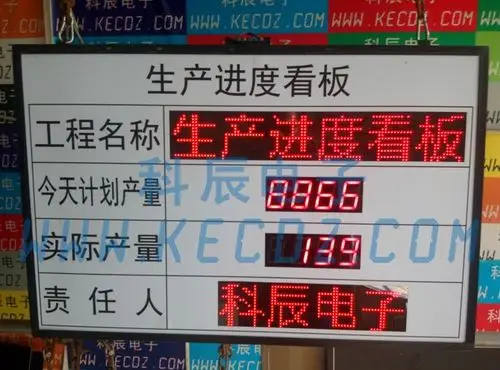 生产进度看板
工程名称 生产进度看板
今天计划产量
实际产量 129
责任人 科辰电子
科辰电子
WWW.KECDZ.COM